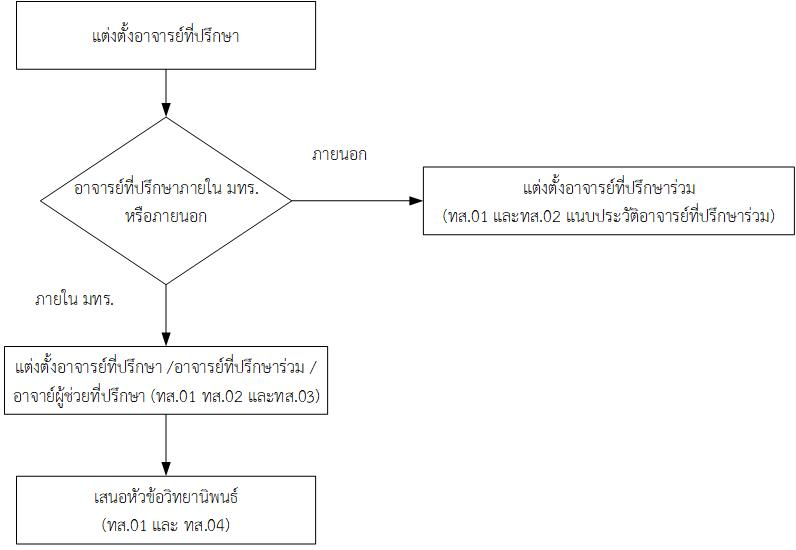 แต่งตั้งอาจารย์ที่ปรึกษา
ภายนอก
อาจารย์ที่ปรึกษาภายใน มทร.
หรือภายนอก
แต่งตั้งอาจารย์ที่ปรึกษาร่วม
(ทส.01 และทส.02 แนบประวัติอาจารย์ที่ปรึกษาร่วม)
ภายใน มทร.
แต่งตั้งอาจารย์ที่ปรึกษา /อาจารย์ที่ปรึกษาร่วม /
อาจาย์ผู้ช่วยที่ปรึกษา (ทส.01 ทส.02 และทส.03)
เสนอหัวข้อวิทยานิพนธ์
(ทส.01 และ ทส.04)